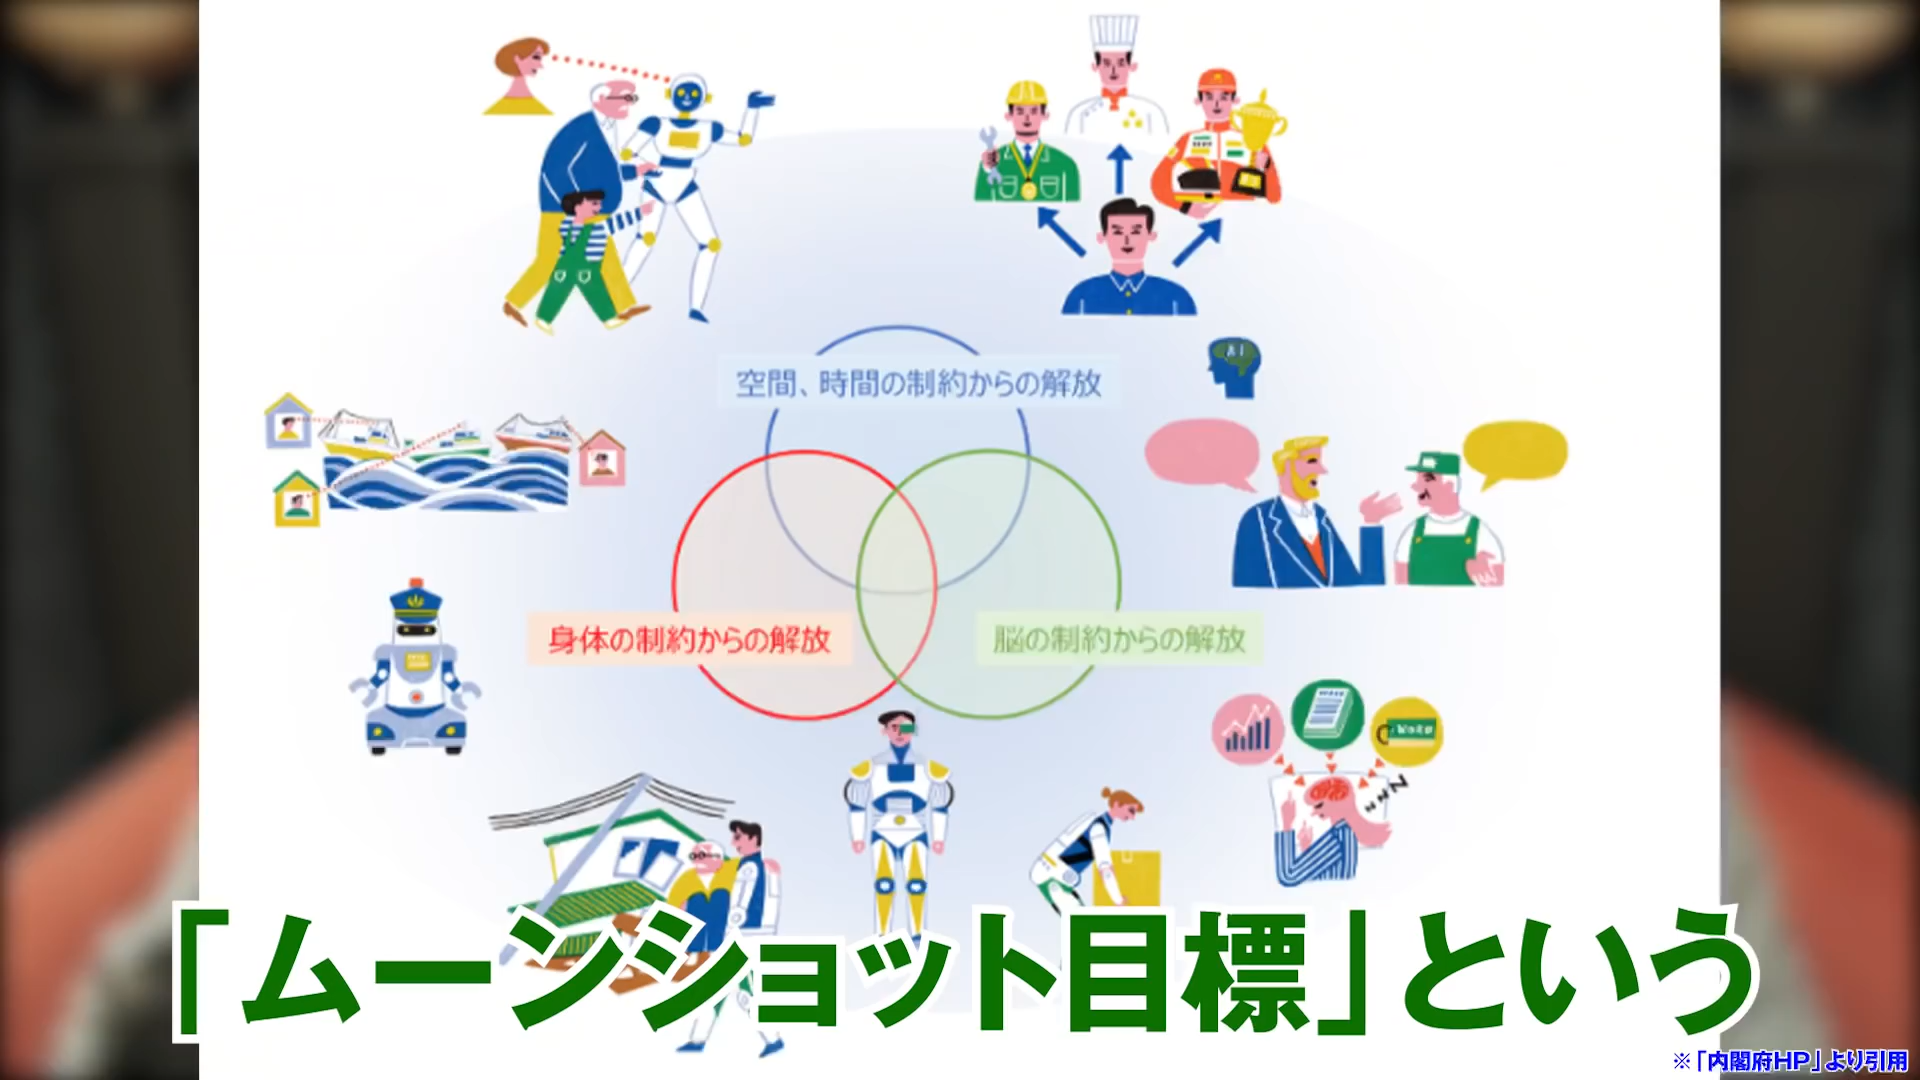 空間、時間の制約からの解放
AI
身体の制約からの解放
脳の制約からの解放
zzz
「ムーンショット目標」という
※「内閣府HP」より引用